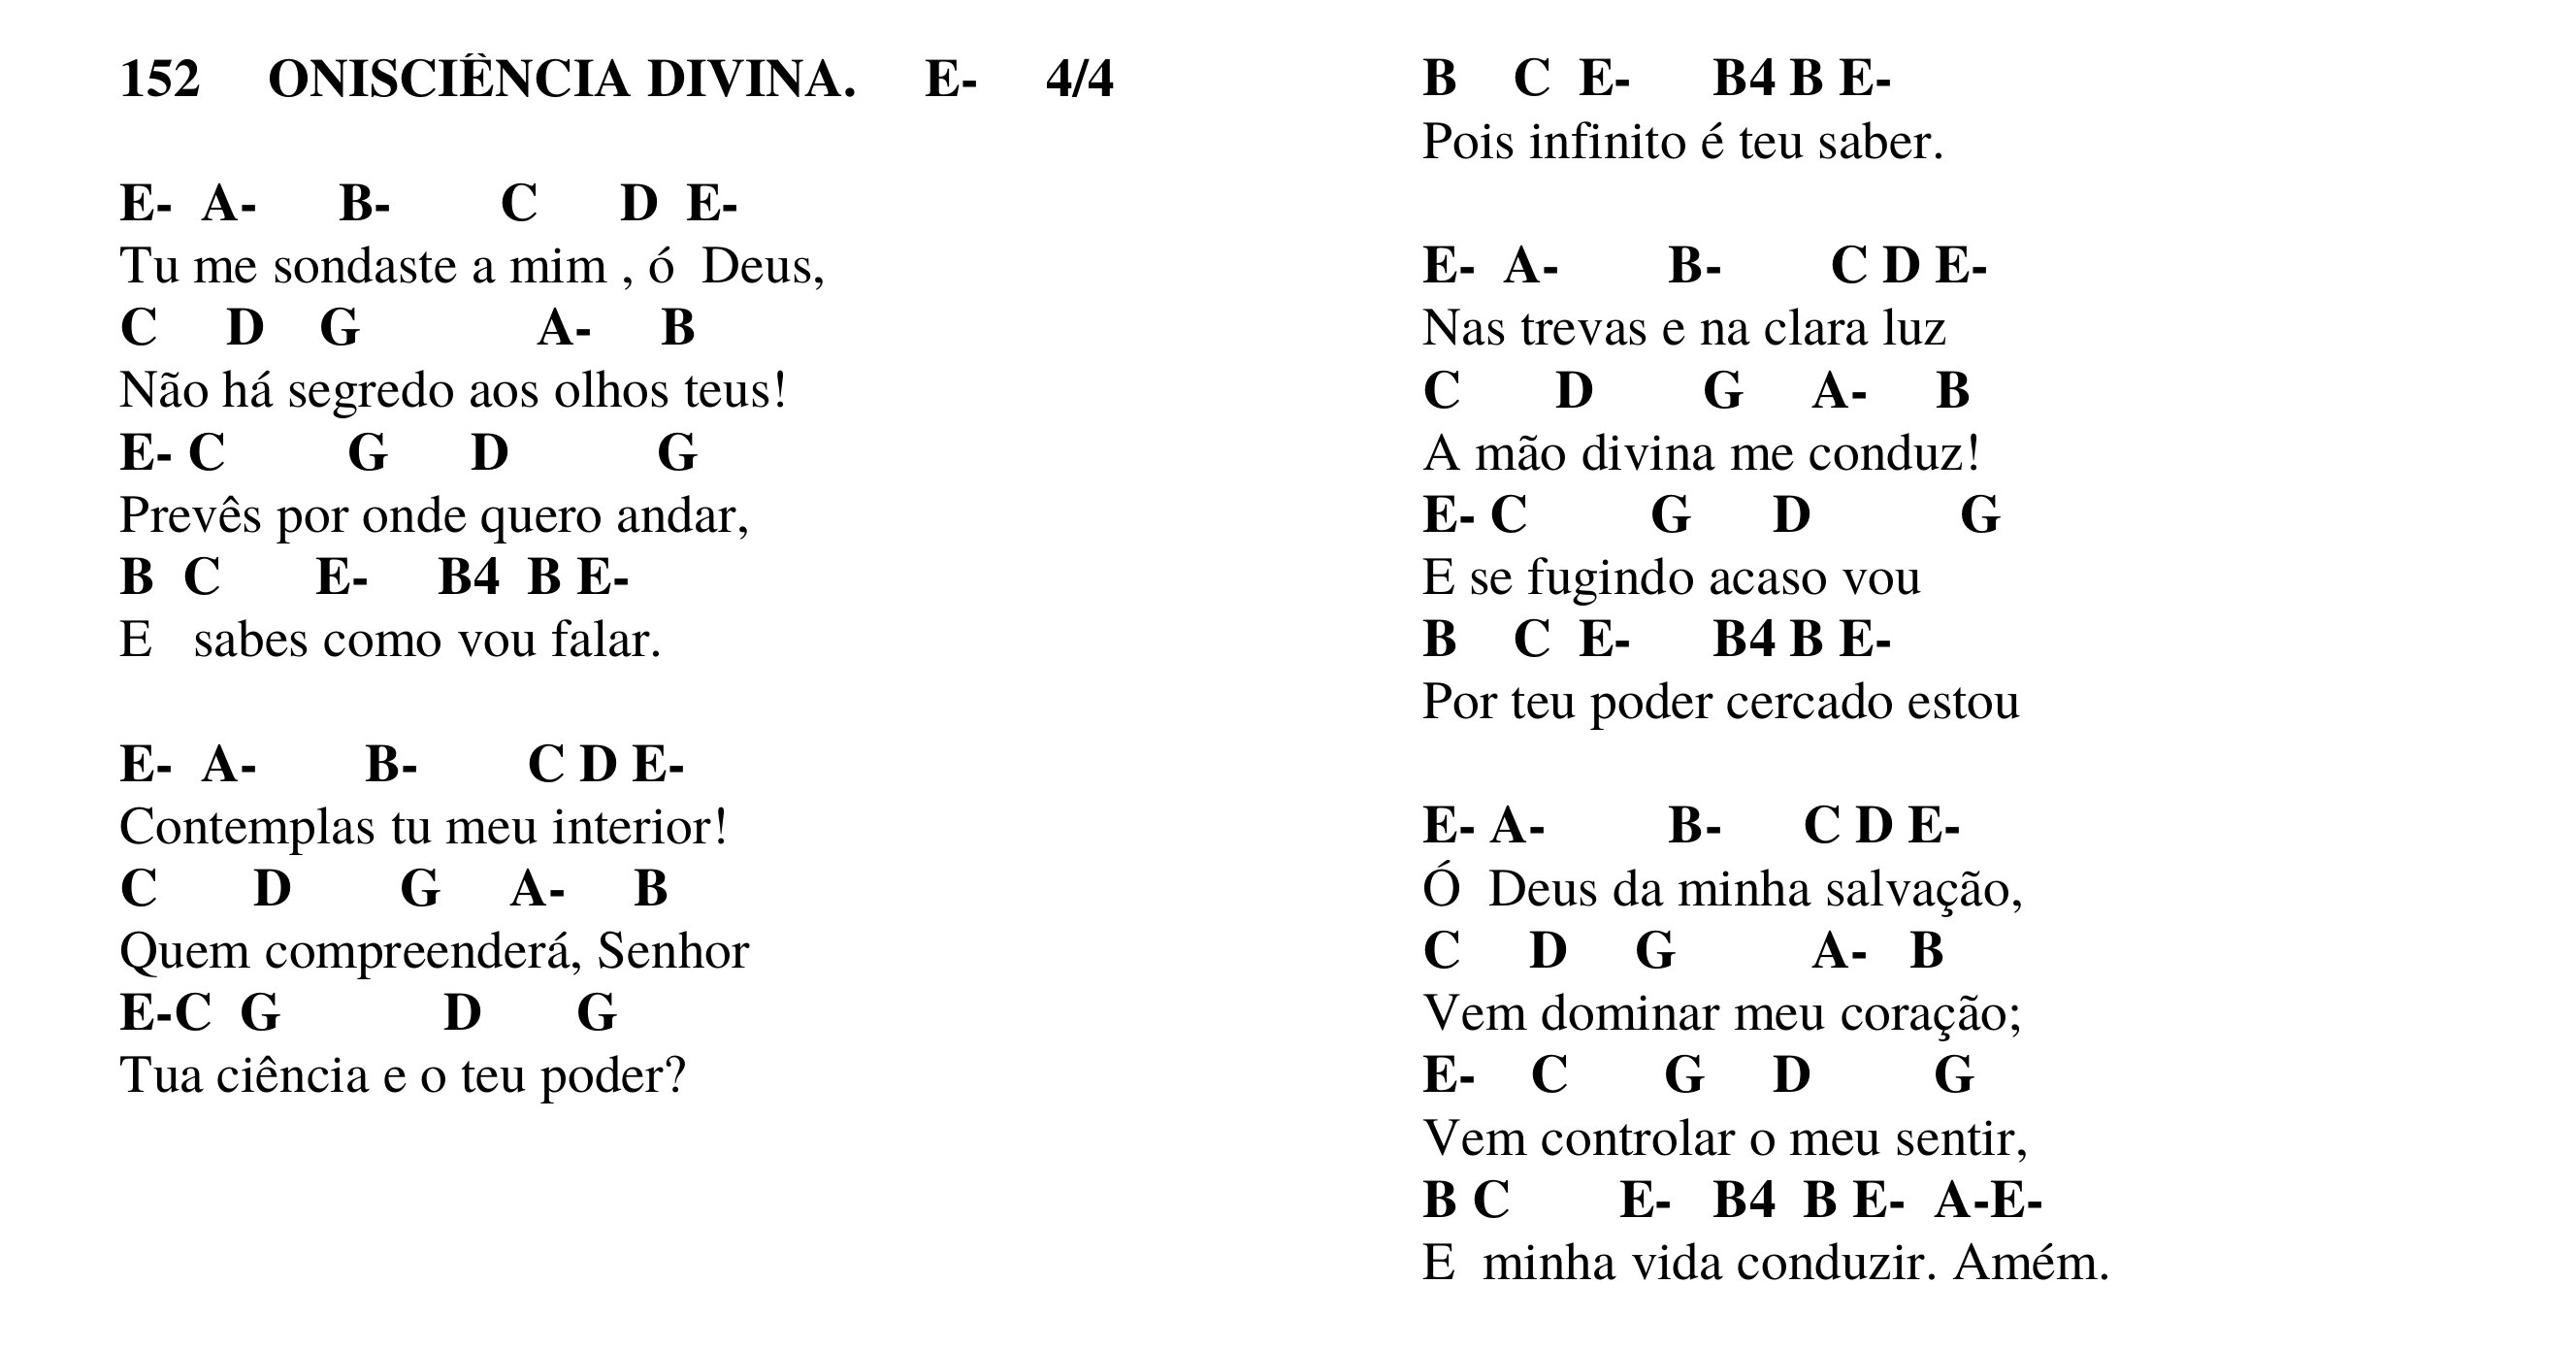 152     ONISCIÊNCIA DIVINA.     E-     4/4
E-  A-      B-        C      D  E-
Tu me sondaste a mim , ó  Deus,
C     D    G             A-     B
Não há segredo aos olhos teus!
E- C         G      D           G
Prevês por onde quero andar,
B  C       E-     B4  B E-
E   sabes como vou falar.
E-  A-        B-        C D E-
Contemplas tu meu interior!
C       D        G     A-     B
Quem compreenderá, Senhor
E-C  G            D       G
Tua ciência e o teu poder?
B    C  E-      B4 B E-
Pois infinito é teu saber.
E-  A-        B-        C D E-
Nas trevas e na clara luz
C       D        G     A-     B
A mão divina me conduz!
E- C         G      D           G
E se fugindo acaso vou
B    C  E-      B4 B E-
Por teu poder cercado estou
E- A-         B-      C D E-
Ó  Deus da minha salvação,
C     D     G          A-   B
Vem dominar meu coração;
E-    C       G     D         G
Vem controlar o meu sentir,
B C        E-   B4  B E-  A-E-
E  minha vida conduzir. Amém.